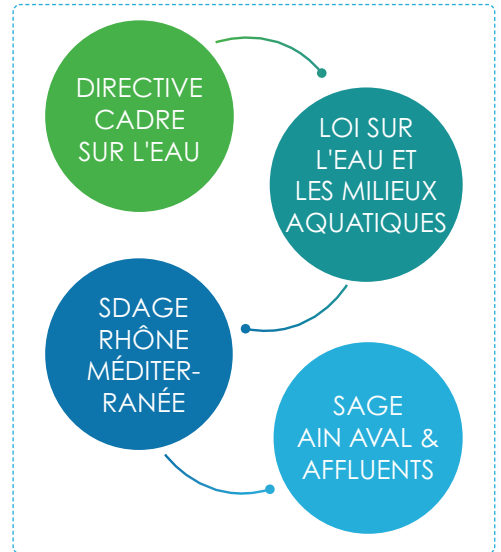 DIRECTIVE
CADRE
SUR L'EAU
LOI SUR
L'EAU ET
LES MILIEUX
AQUATIQUES
SDAGE
RHÔNE
MÉDITER-
RANÉE
SAGE
AIN AVAL &
AFFLUENTS